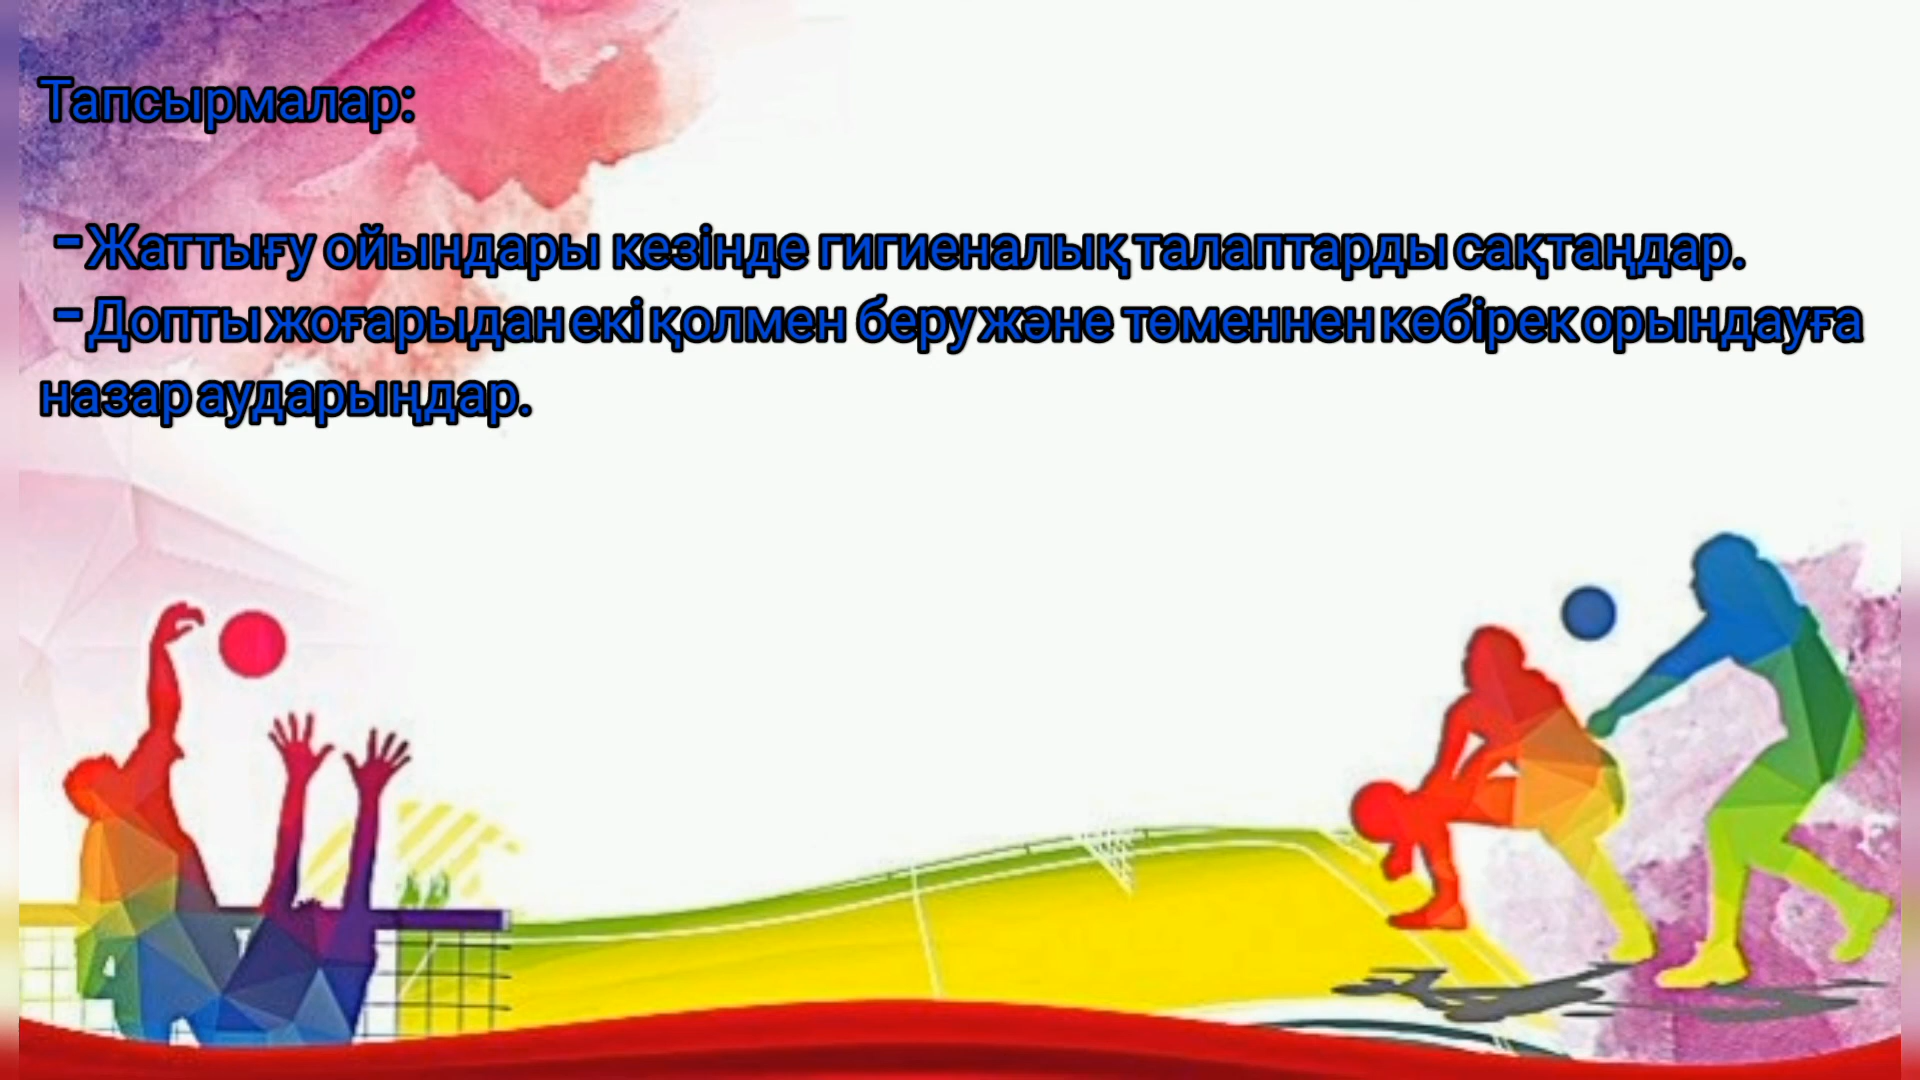 Тапсырмалар:
- Жаттығу ойындары кезінде гигиеналық талаптарды сақтаңдар.
- Допты жоғарыдан екі қолмен беру және төменнен көбірек орындауға
назар аударыңдар.